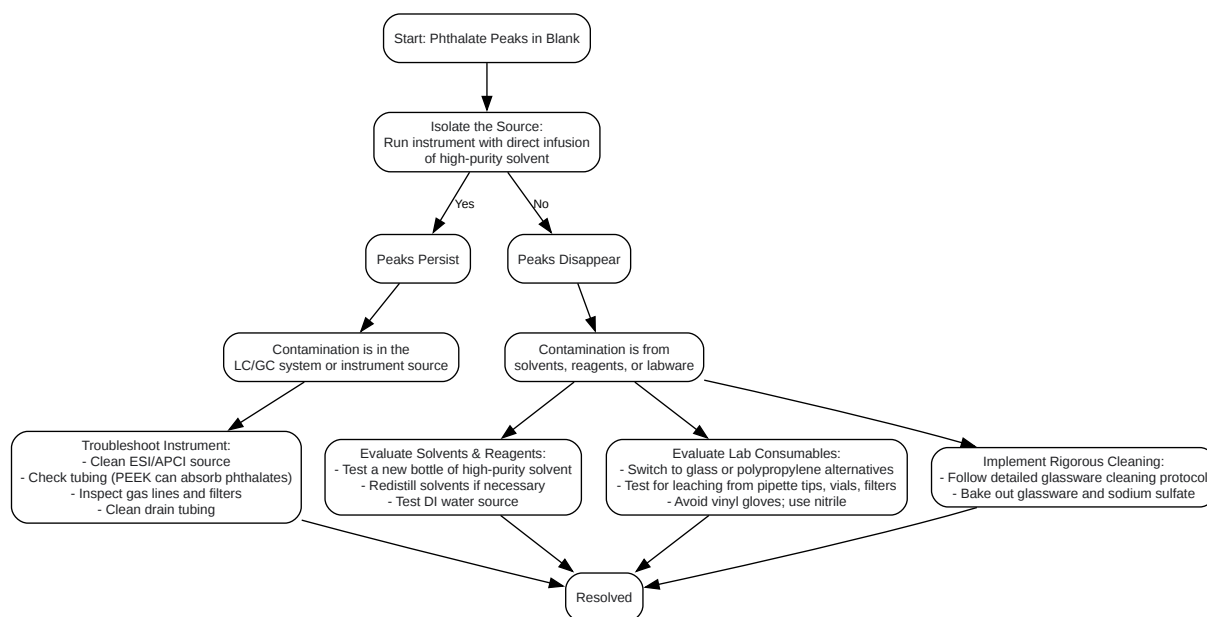 Start: Phthalate Peaks in Blank
Isolate the Source:
Run instrument with direct infusion
of high-purity solvent
Yes
No
Peaks Persist
Peaks Disappear
Contamination is in the
LC/GC system or instrument source
Contamination is from
solvents, reagents, or labware
Troubleshoot Instrument:
- Clean ESI/APCI source
- Check tubing (PEEK can absorb phthalates)
- Inspect gas lines and filters
- Clean drain tubing
Evaluate Solvents & Reagents:
- Test a new bottle of high-purity solvent
- Redistill solvents if necessary
- Test DI water source
Evaluate Lab Consumables:
- Switch to glass or polypropylene alternatives
- Test for leaching from pipette tips, vials, filters
- Avoid vinyl gloves; use nitrile
Implement Rigorous Cleaning:
- Follow detailed glassware cleaning protocol
- Bake out glassware and sodium sulfate
Resolved